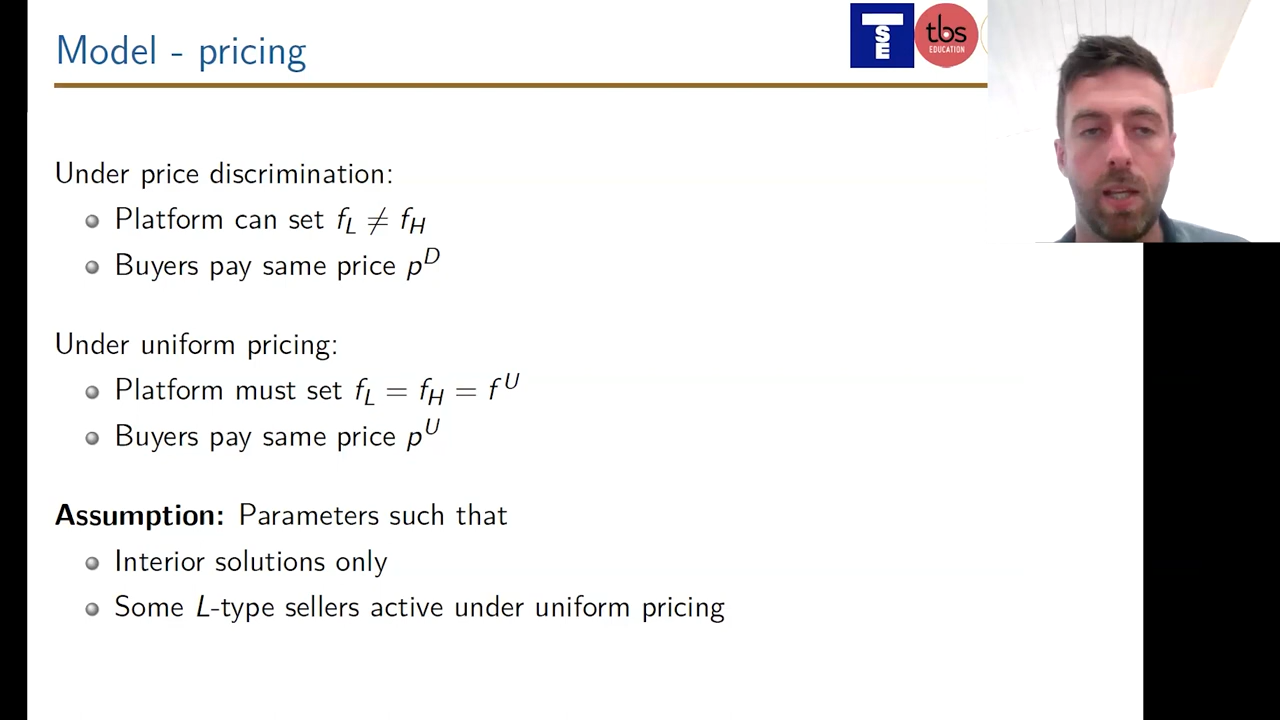 Model - pricing
TSE
tbs
EDUCATION
Under price discrimination:
Platform can set f_L ≠ f_H
Buyers pay same price p^D
Under uniform pricing:
Platform must set f_L = f_H = f^U
Buyers pay same price p^U
Assumption: Parameters such that
Interior solutions only
Some L-type sellers active under uniform pricing